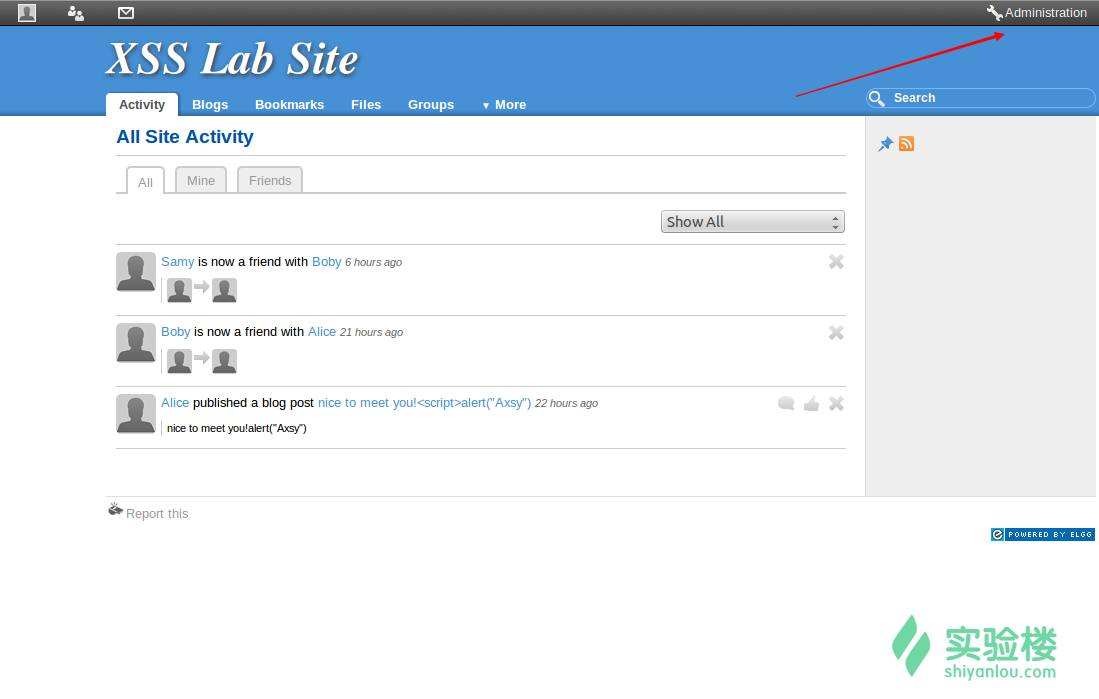 Administration
XSS Lab Site
Activity Blogs Bookmarks Files Groups ▼ More
Search
All Site Activity
All Mine Friends
Show All
Samy is now a friend with Boby 6 hours ago
Boby is now a friend with Alice 21 hours ago
Alice published a blog post nice to meet you!<script>alert("Axsy") 22 hours ago
nice to meet you!alert("Axsy")
Report this
POWERED BY ELGG
实验楼
shiyanlou.com